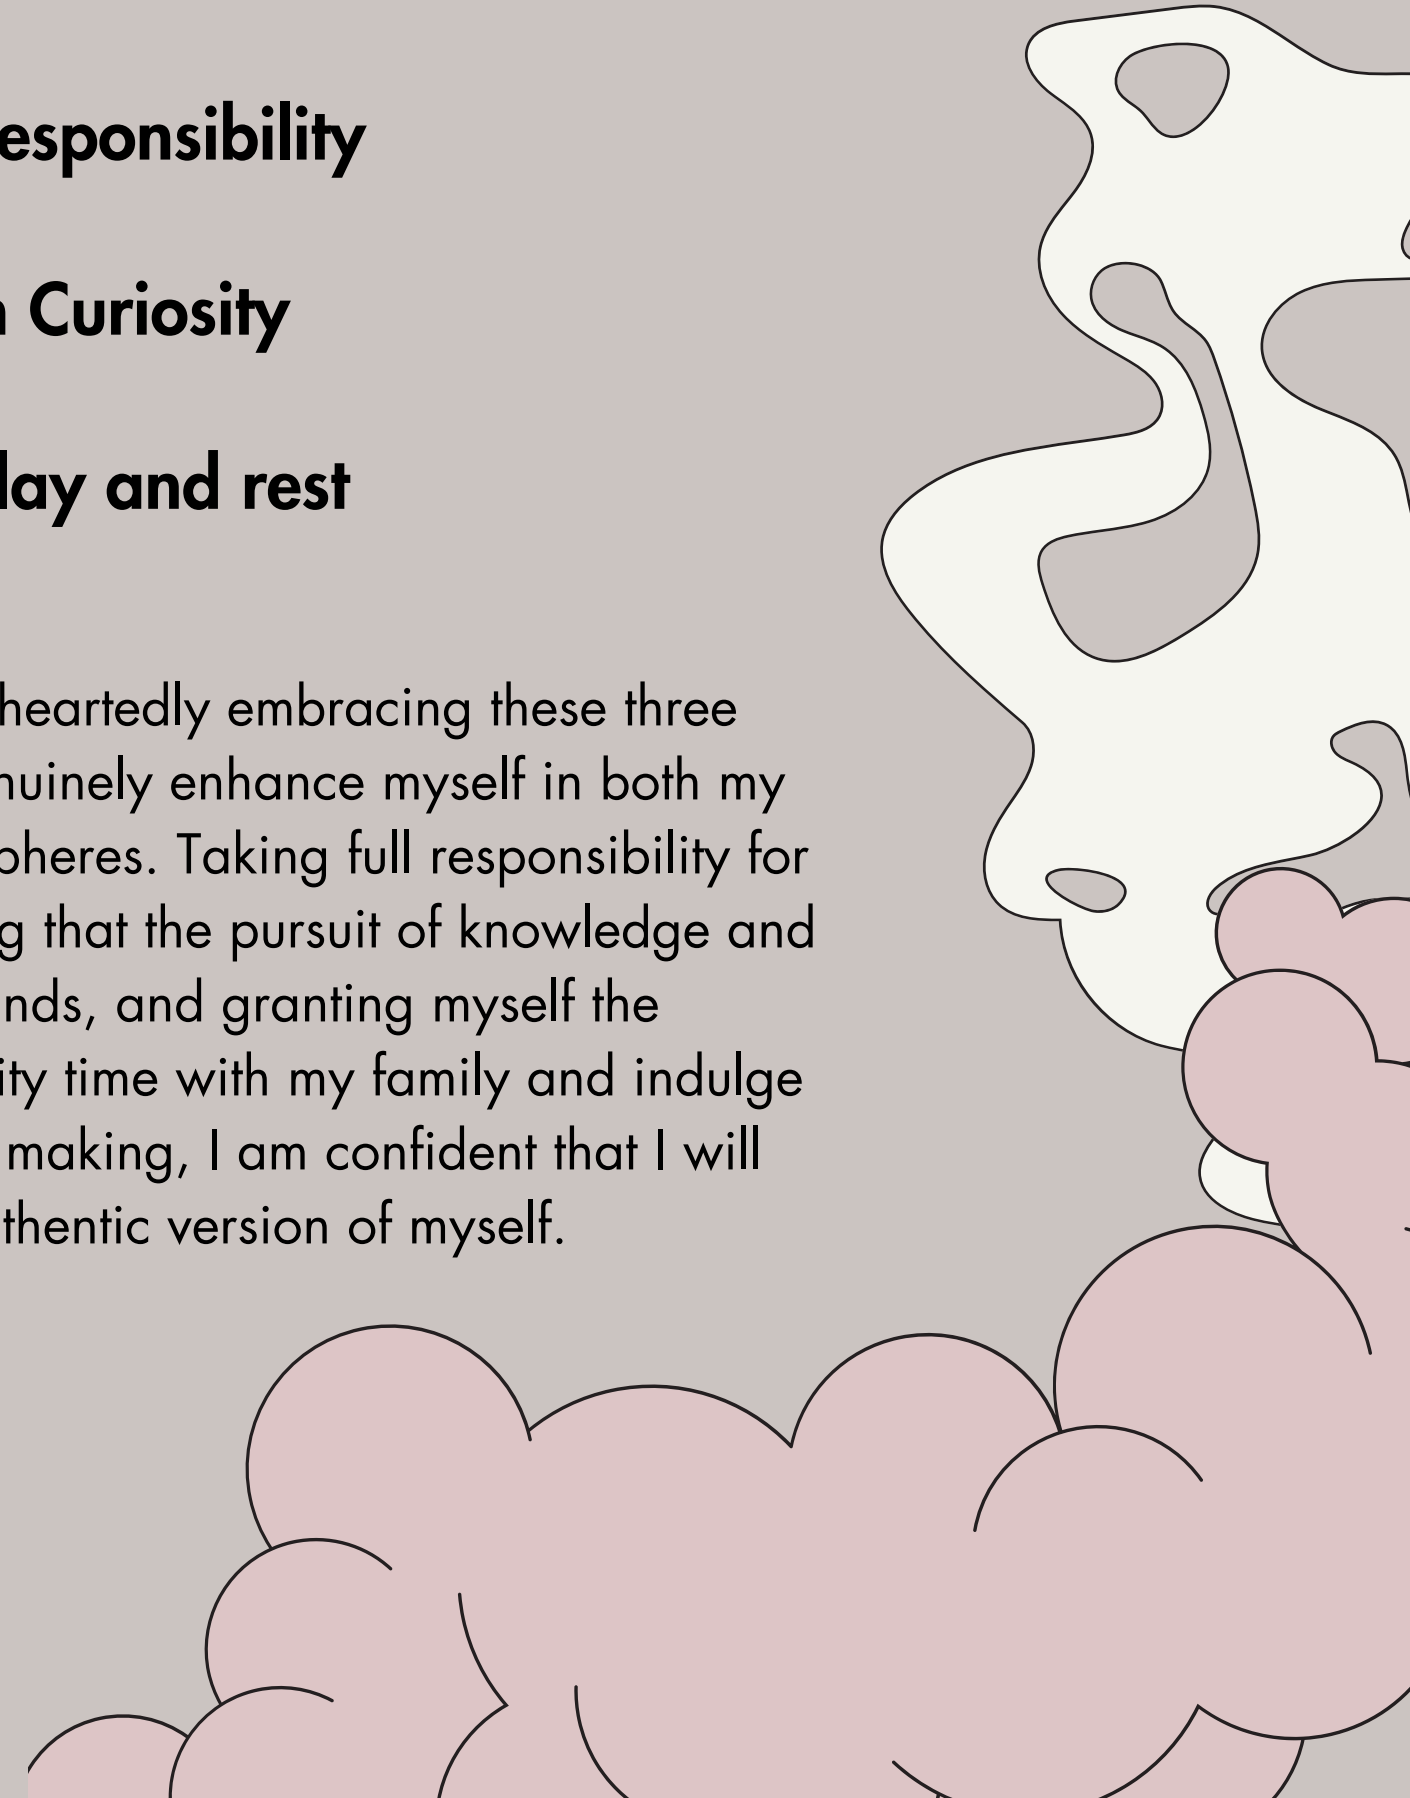 esponsibility
n Curiosity
lay and rest
heartedly embracing these three
nuinely enhance myself in both my
pheres. Taking full responsibility for
g that the pursuit of knowledge and
nds, and granting myself the
ity time with my family and indulge
making, I am confident that I will
thentic version of myself.